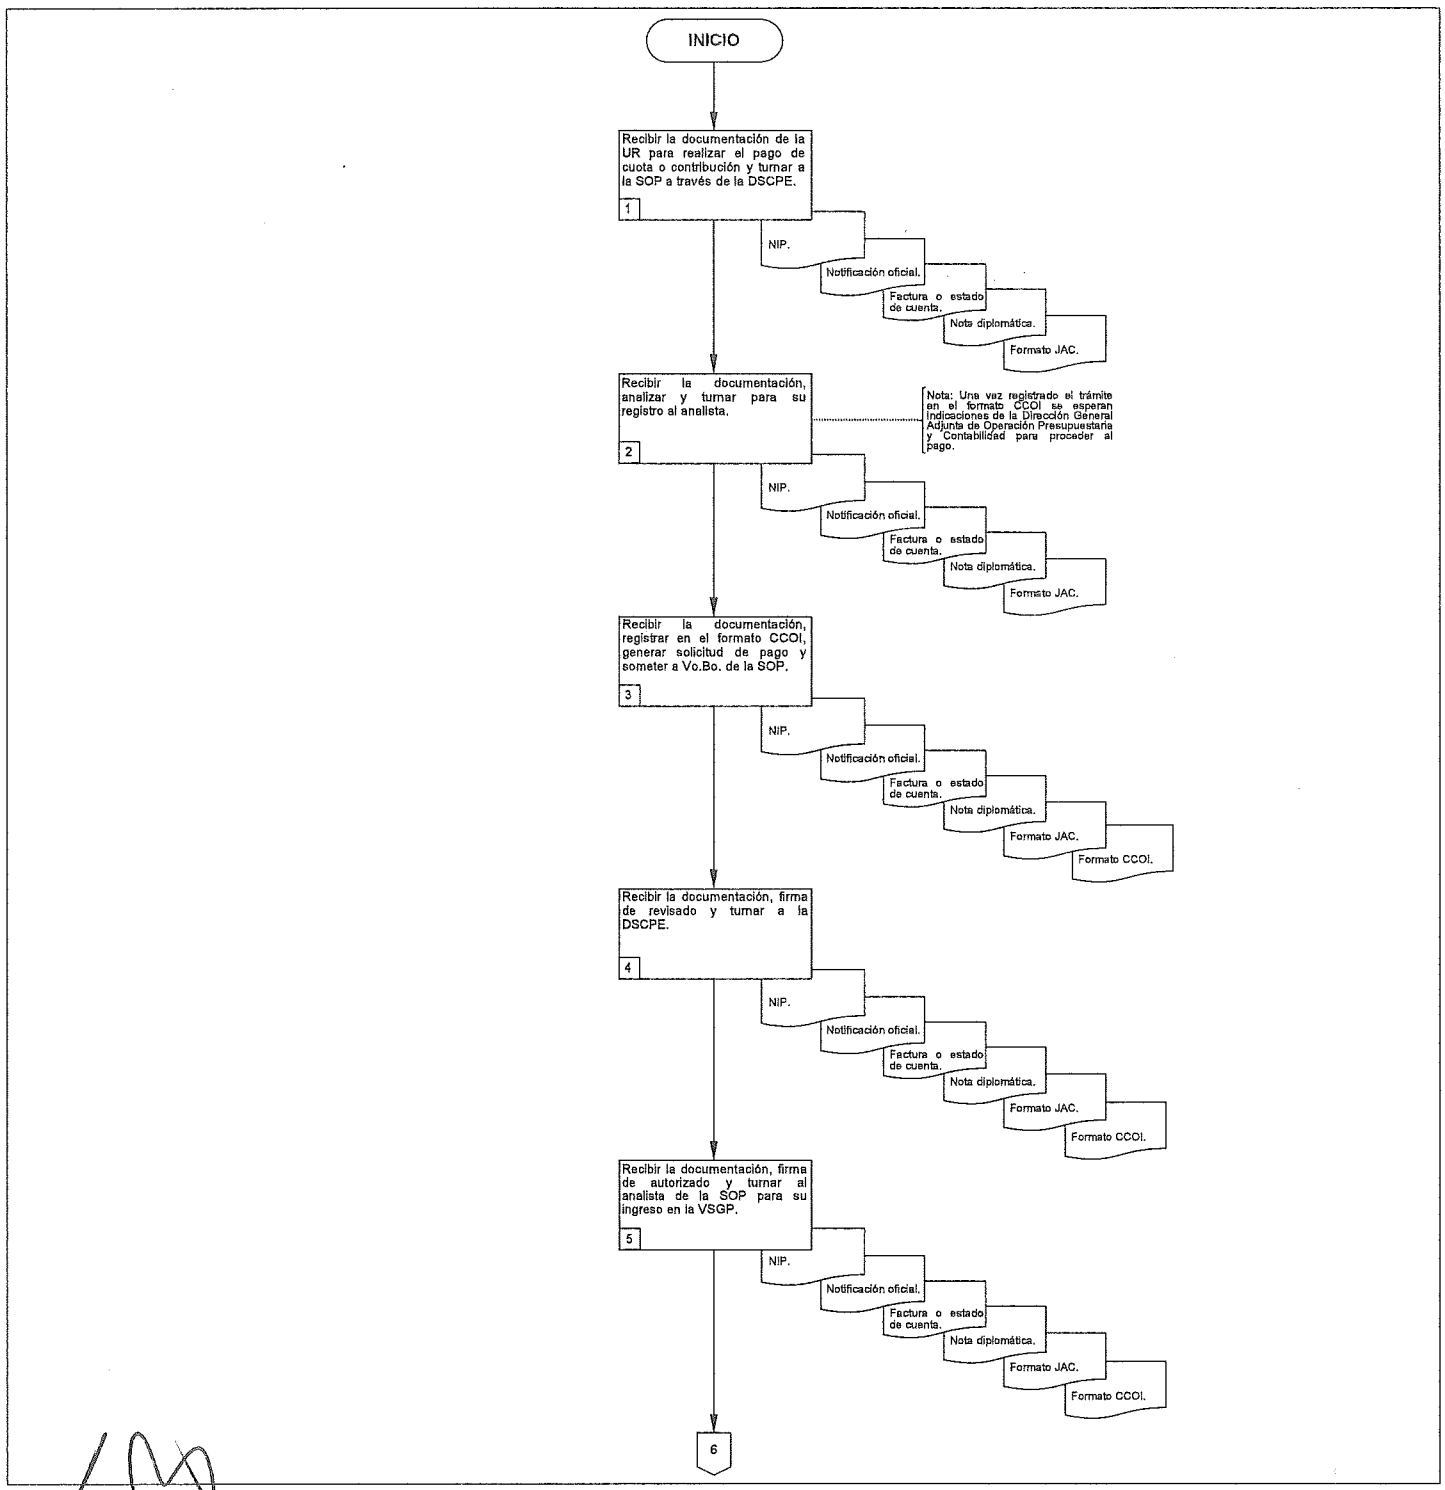 INICIO
Recibir la documentación de la
UR para realizar el pago de
cuota o contribución y turnar a
la SOP a través de la DSCPE.
1
NIP.
Notificación oficial.
Factura o estado
de cuenta.
Nota diplomática.
Formato JAC.
Recibir la documentación,
analizar y turnar para su
registro al analista.
2
Nota: Una vez registrado el trámite
en el formato CCOI se esperan
indicaciones de la Dirección General
Adjunta de Operación Presupuestaria
y Contabilidad para proceder al
pago.
NIP.
Notificación oficial.
Factura o estado
de cuenta.
Nota diplomática.
Formato JAC.
Recibir la documentación,
registrar en el formato CCOI,
generar solicitud de pago y
someter a Vo.Bo. de la SOP.
3
NIP.
Notificación oficial.
Factura o estado
de cuenta.
Nota diplomática.
Formato JAC.
Formato CCOI.
Recibir la documentación, firma
de revisado y turnar a la
DSCPE.
4
NIP.
Notificación oficial.
Factura o estado
de cuenta.
Nota diplomática.
Formato JAC.
Formato CCOI.
Recibir la documentación, firma
de autorizado y turnar al
analista de la SOP para su
ingreso en la VSGP.
5
NIP.
Notificación oficial.
Factura o estado
de cuenta.
Nota diplomática.
Formato JAC.
Formato CCOI.
6